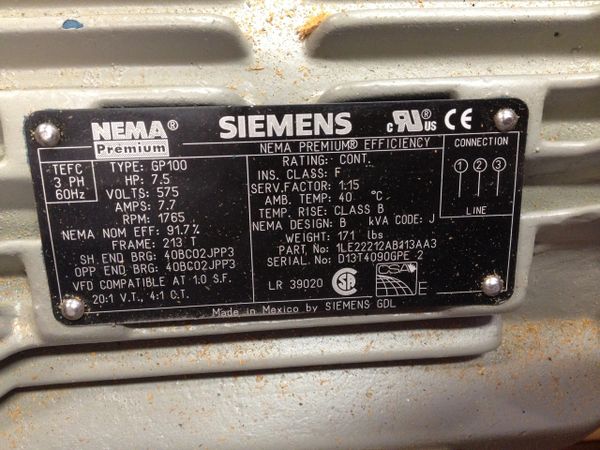 NEMA® Premium
SIEMENS
c UL US CE
NEMA PREMIUM® EFFICIENCY
TEFC
3 PH
60Hz
TYPE: GP100
HP: 7.5
VOLTS: 575
AMPS: 7.7
RPM: 1765
NEMA NOM EFF: 91.7%
FRAME: 213 T
SH. END BRG: 40BC02JPP3
OPP END BRG: 40BC02JPP3
VFD COMPATIBLE AT 1.0 S.F.
20:1 V.T., 4:1 C.T.
RATING: CONT.
INS. CLASS: F
SERV.FACTOR: 1.15
AMB. TEMP: 40 °C
TEMP. RISE: CLASS B
NEMA DESIGN: B kVA CODE: J
WEIGHT: 171 lbs
PART. No: 1LE22212AB113AA3
SERIAL. No: D13T4090GPE 2
LR 39020
CSA
E
CONNECTION
1 2 3
LINE
Made in Mexico by SIEMENS GDL